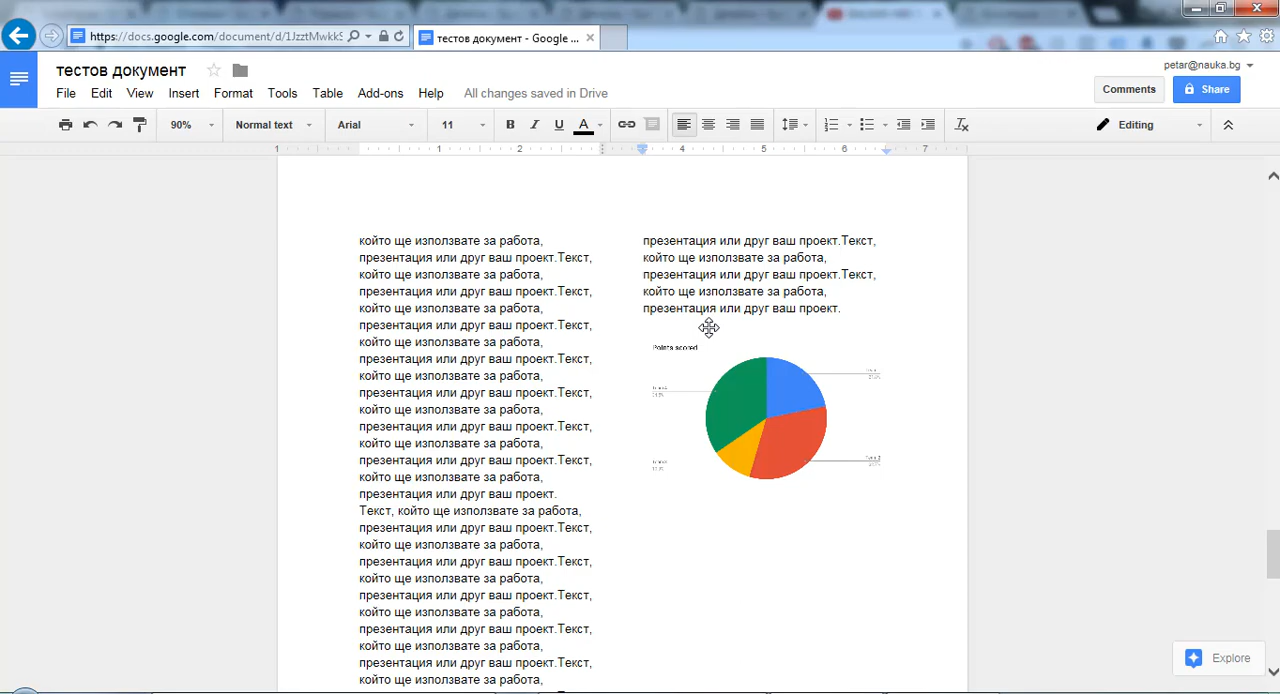 https://docs.google.com/document/d/1JzztMwkkS
тестов документ - Google ...
тестов документ
petar@nauka.bg
File Edit View Insert Format Tools Table Add-ons Help All changes saved in Drive
Comments
Share
90% Normal text Arial 11 B I U A Editing
1 1 2 4 5 6 7
който ще използвате за работа,
презентация или друг ваш проект.Текст,
който ще използвате за работа,
презентация или друг ваш проект.Текст,
който ще използвате за работа,
презентация или друг ваш проект.Текст,
който ще използвате за работа,
презентация или друг ваш проект.Текст,
който ще използвате за работа,
презентация или друг ваш проект.Текст,
който ще използвате за работа,
презентация или друг ваш проект.Текст,
който ще използвате за работа,
презентация или друг ваш проект.Текст,
който ще използвате за работа,
презентация или друг ваш проект.
Текст, който ще използвате за работа,
презентация или друг ваш проект.Текст,
който ще използвате за работа,
презентация или друг ваш проект.Текст,
който ще използвате за работа,
презентация или друг ваш проект.Текст,
който ще използвате за работа,
презентация или друг ваш проект.Текст,
който ще използвате за работа,
презентация или друг ваш проект.Текст,
който ще използвате за работа,
презентация или друг ваш проект.Текст,
който ще използвате за работа,
презентация или друг ваш проект.Текст,
който ще използвате за работа,
презентация или друг ваш проект.
Points scored
Explore